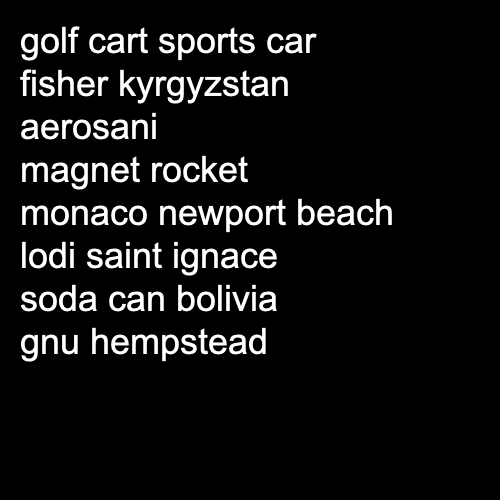 golf cart sports car
fisher kyrgyzstan
aerosani
magnet rocket
monaco newport beach
lodi saint ignace
soda can bolivia
gnu hempstead